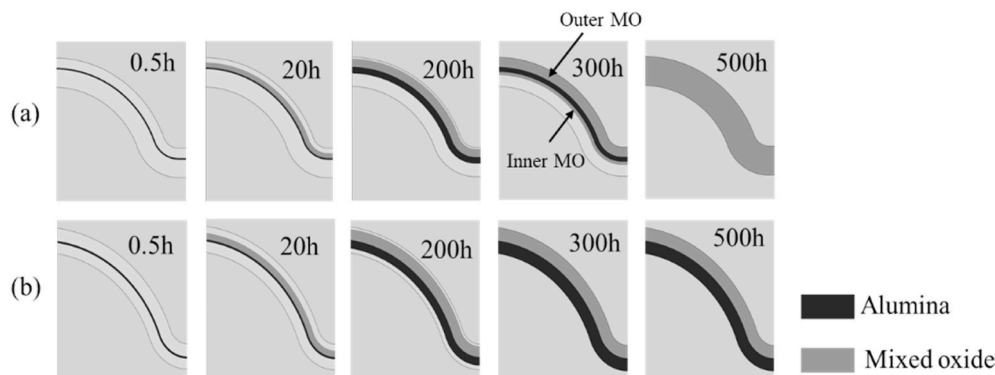 Outer MO
0.5h
20h
200h
300h
500h
(a)
Inner MO
0.5h
20h
200h
300h
500h
(b)
Alumina
Mixed oxide